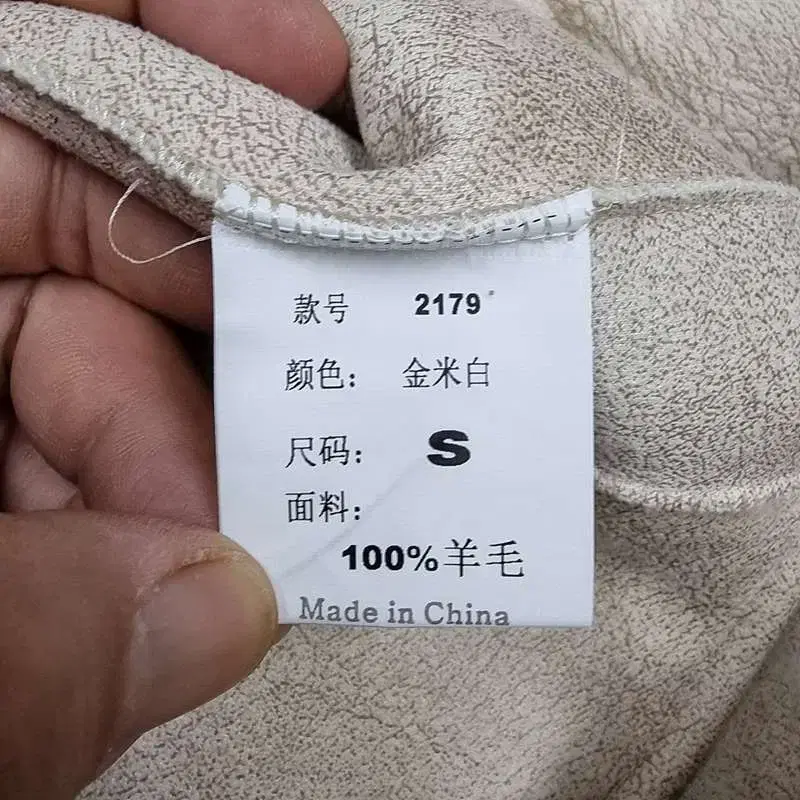 款号 2179
颜色： 金米白
尺码： S
面料：
100%羊毛
Made in China